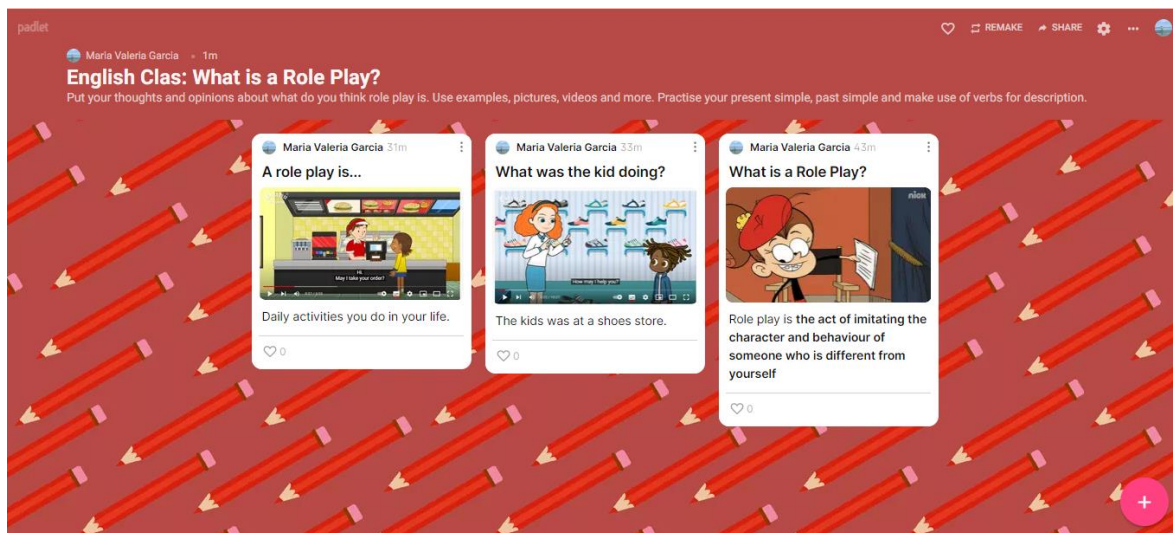 padlet
REMAKE
SHARE
Maria Valeria Garcia • 1m
English Clas: What is a Role Play?
Put your thoughts and opinions about what do you think role play is. Use examples, pictures, videos and more. Practise your present simple, past simple and make use of verbs for description.
Maria Valeria Garcia 31m
A role play is...
Hi.
May I take your order?
Daily activities you do in your life.
0
Maria Valeria Garcia 33m
What was the kid doing?
How may I help you?
The kids was at a shoes store.
0
Maria Valeria Garcia 43m
What is a Role Play?
nick
Role play is the act of imitating the
character and behaviour of
someone who is different from
yourself
0